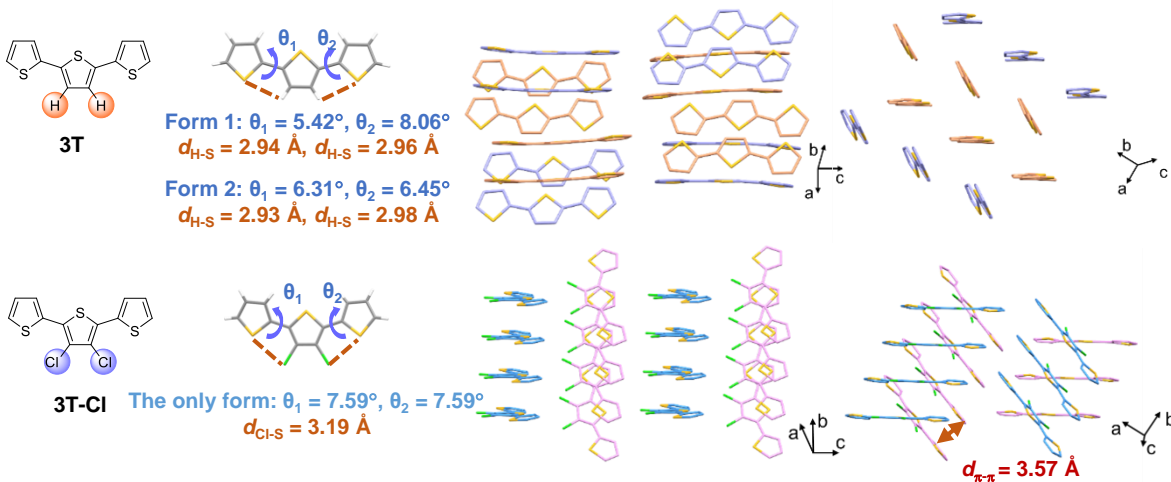 S
S
S
H
H
3T
θ1
θ2
Form 1: θ1 = 5.42°, θ2 = 8.06°
dH-S = 2.94 Å, dH-S = 2.96 Å
Form 2: θ1 = 6.31°, θ2 = 6.45°
dH-S = 2.93 Å, dH-S = 2.98 Å
b
c
a
b
c
a
S
S
S
Cl
Cl
3T-Cl
θ1
θ2
The only form: θ1 = 7.59°, θ2 = 7.59°
dCl-S = 3.19 Å
a
b
c
a
b
c
dπ-π = 3.57 Å